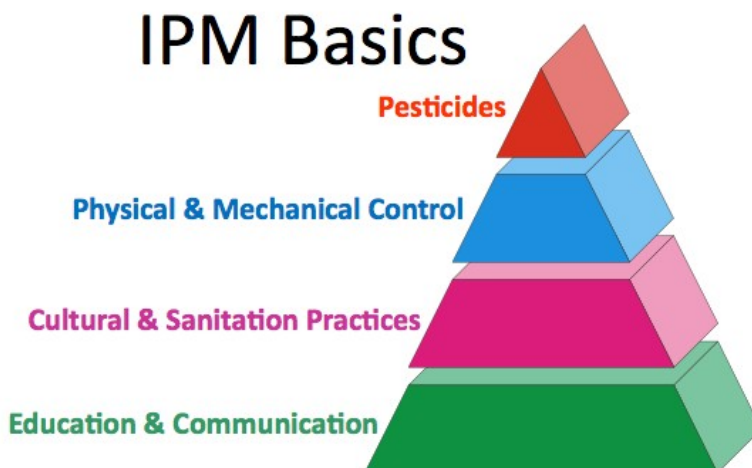 IPM Basics
Pesticides
Physical & Mechanical Control
Cultural & Sanitation Practices
Education & Communication